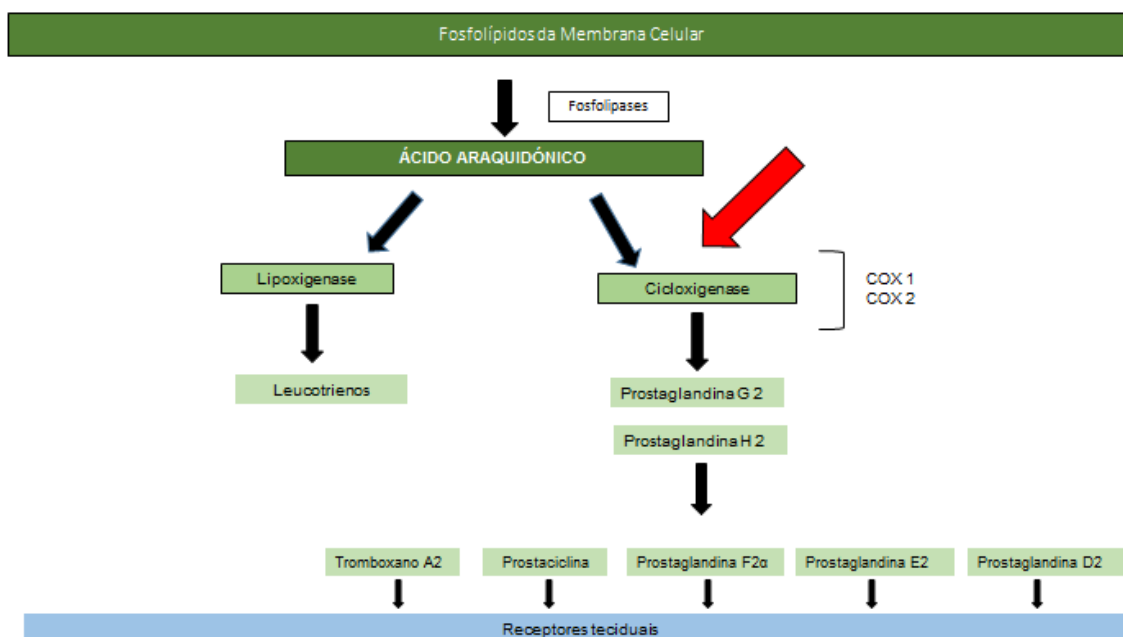 Fosfolípidos da Membrana Celular
Fosfolipases
ÁCIDO ARAQUIDÓNICO
Lipoxigenase
Cicloxigenase
COX 1
COX 2
Leucotrienos
Prostaglandina G 2
Prostaglandina H 2
Tromboxano A2
Prostaciclina
Prostaglandina F2α
Prostaglandina E2
Prostaglandina D2
Receptores teciduais